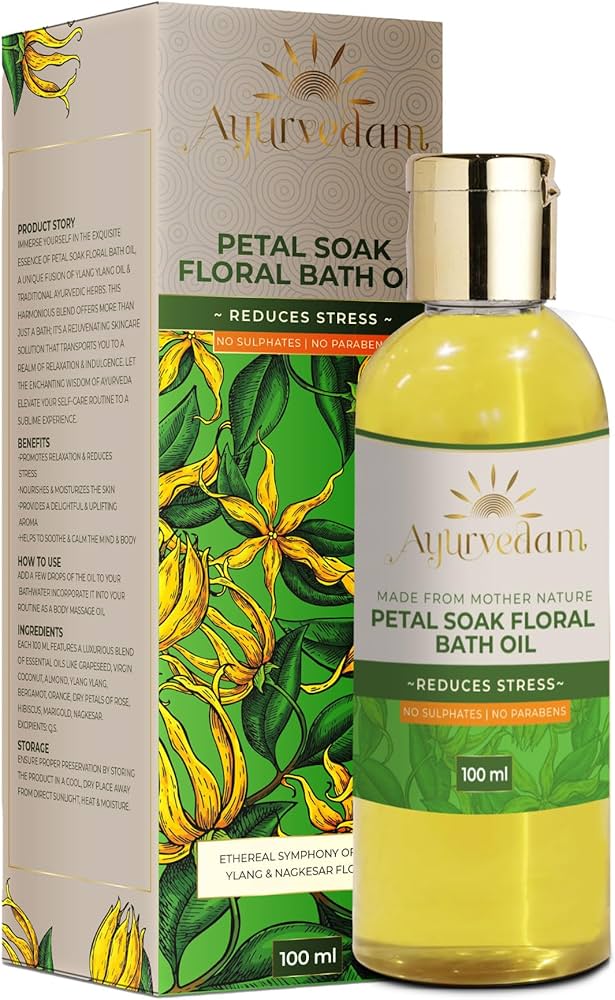 Ayurvedam
PETAL SOAK
FLORAL BATH OI
~ REDUCES STRESS ~
NO SULPHATES | NO PARABEN
PRODUCT STORY
IMMERSE YOURSELF IN THE EXQUISITE
ESSENCE OF PETAL SOAK FLORAL BATH OIL,
A UNIQUE FUSION OF YLANG YLANG OIL &
TRADITIONAL AYURVEDIC HERBS. THIS
HARMONIOUS BLEND OFFERS MORE THAN
JUST A BATH; IT'S A REJUVENATING SKINCARE
SOLUTION THAT TRANSPORTS YOU TO A
REALM OF RELAXATION & INDULGENCE. LET
THE ENCHANTING WISDOM OF AYURVEDA
ELEVATE YOUR SELF-CARE ROUTINE TO A
SUBLIME EXPERIENCE.
BENEFITS
•PROMOTES RELAXATION & REDUCES
STRESS
•NOURISHES & MOISTURIZES THE SKIN
•PROVIDES A DELIGHTFUL & UPLIFTING
AROMA
•HELPS TO SOOTHE & CALM THE MIND & BODY
HOW TO USE
ADD A FEW DROPS OF THE OIL TO YOUR
BATHWATER INCORPORATE IT INTO YOUR
ROUTINE AS A BODY MASSAGE OIL
INGREDIENTS
EACH 100 ML FEATURES A LUXURIOUS BLEND
OF ESSENTIAL OILS LIKE GRAPESEED, VIRGIN
COCONUT, ALMOND, YLANG YLANG,
BERGAMOT, ORANGE, DRY PETALS OF ROSE,
HIBISCUS, MARIGOLD, NAGKESAR.
EXCIPIENTS: Q.S.
STORAGE
ENSURE PROPER PRESERVATION BY STORING
THE PRODUCT IN A COOL, DRY PLACE AWAY
FROM DIRECT SUNLIGHT, HEAT & MOISTURE.
ETHEREAL SYMPHONY OF
YLANG & NAGKESAR FLO
100 ml
Ayurvedam
MADE FROM MOTHER NATURE
PETAL SOAK FLORAL
BATH OIL
~REDUCES STRESS~
NO SULPHATES | NO PARABENS
100 ml